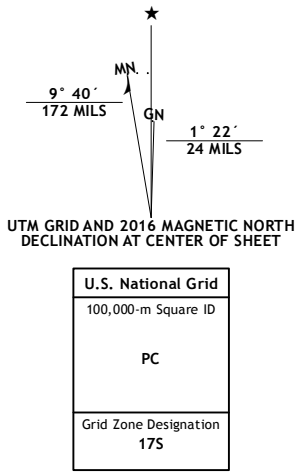 ★
MN
GN
9° 40´
172 MILS
1° 22´
24 MILS
UTM GRID AND 2016 MAGNETIC NORTH
DECLINATION AT CENTER OF SHEET
U.S. National Grid
100,000-m Square ID
PC
Grid Zone Designation
17S